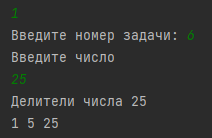 1
Введите номер задачи: 6
Введите число
25
Делители числа 25
1 5 25